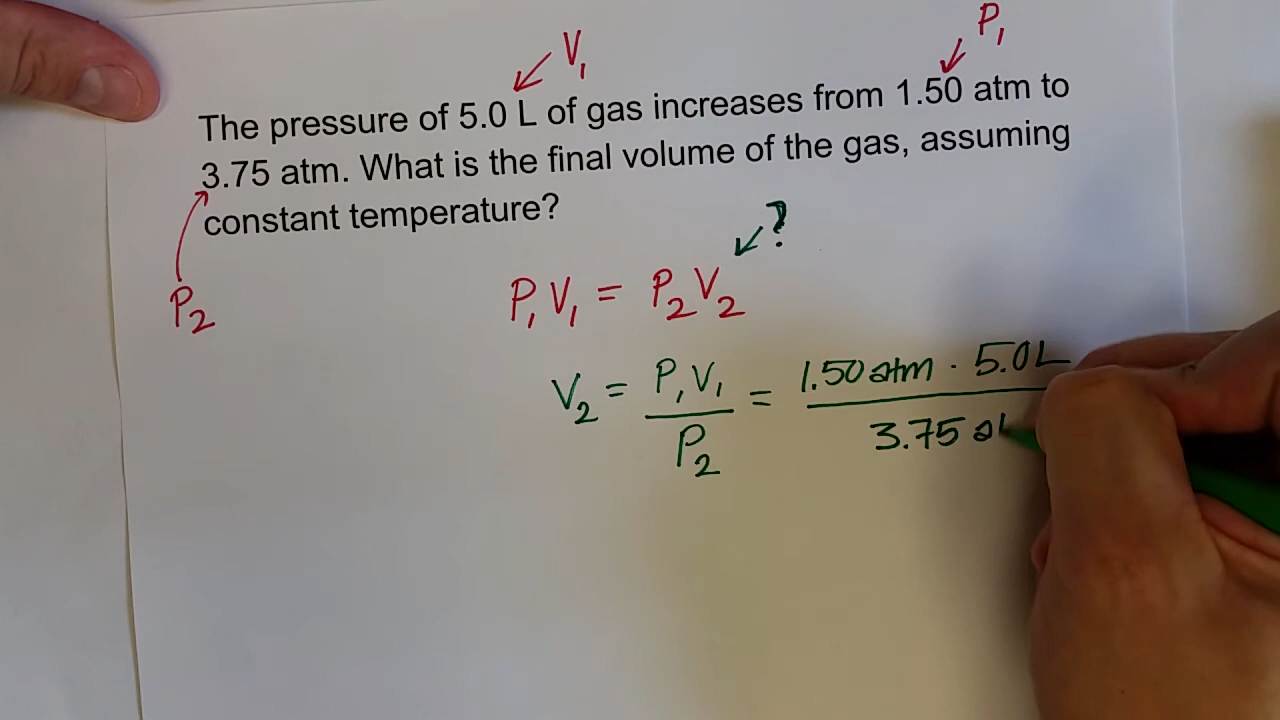 V₁
P₁
The pressure of 5.0 L of gas increases from 1.50 atm to
3.75 atm. What is the final volume of the gas, assuming
constant temperature?
?
P₂
P₁V₁ = P₂V₂
V₂ = P₁V₁ / P₂ = 1.50 atm · 5.0 L / 3.75 at